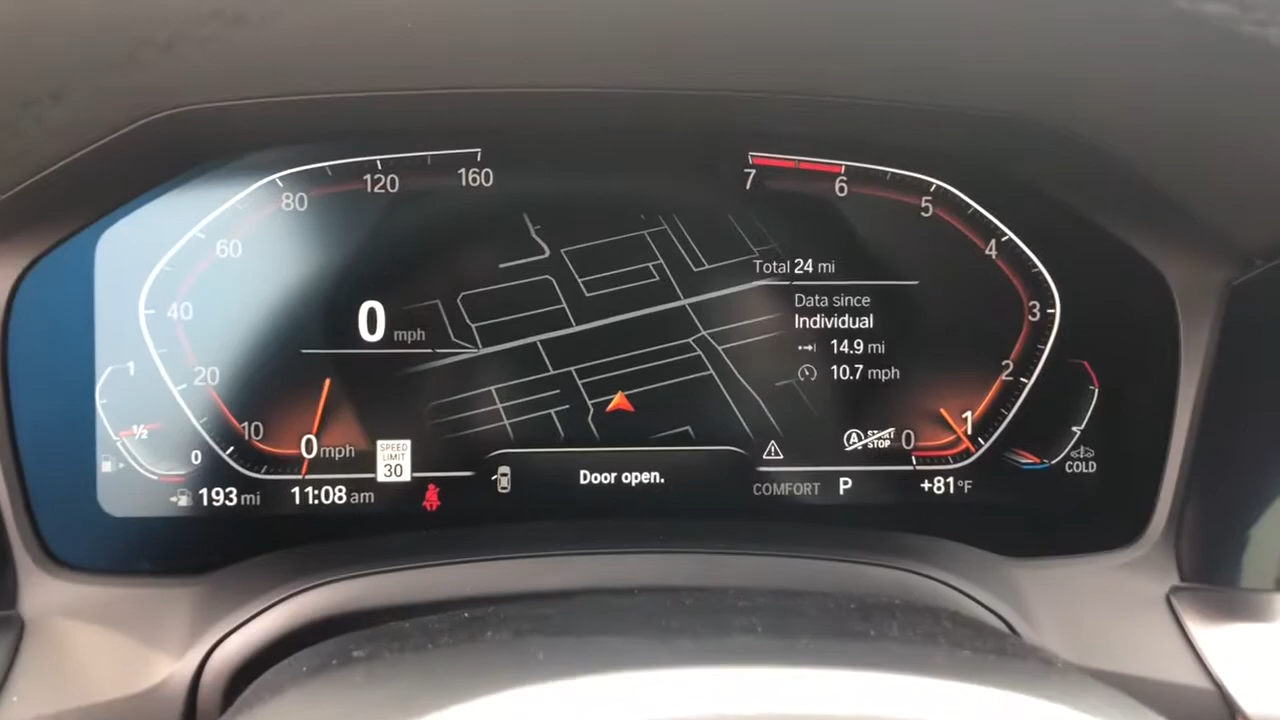 160
120
80
60
40
20
10
0 mph
0 mph
1
½
0
SPEED
LIMIT
30
193 mi
11:08 am
Door open.
Total 24 mi
Data since
Individual
14.9 mi
10.7 mph
7
6
5
4
3
2
1
0
A START
STOP
COLD
COMFORT P
+81°F